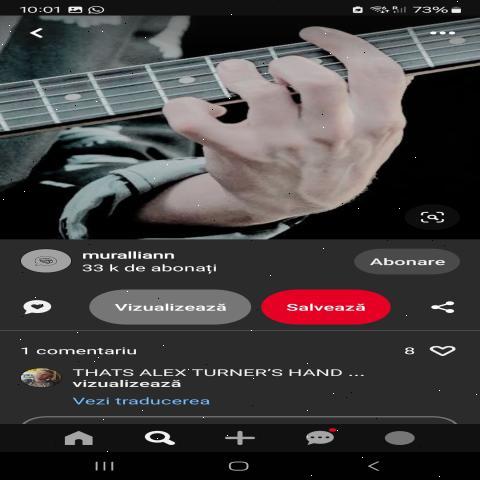 10:01
73%
muralliann
33 k de abonați
Abonare
Vizualizează
Salvează
1 comentariu
8
THATS ALEX TURNER'S HAND ...
vizualizează
Vezi traducerea